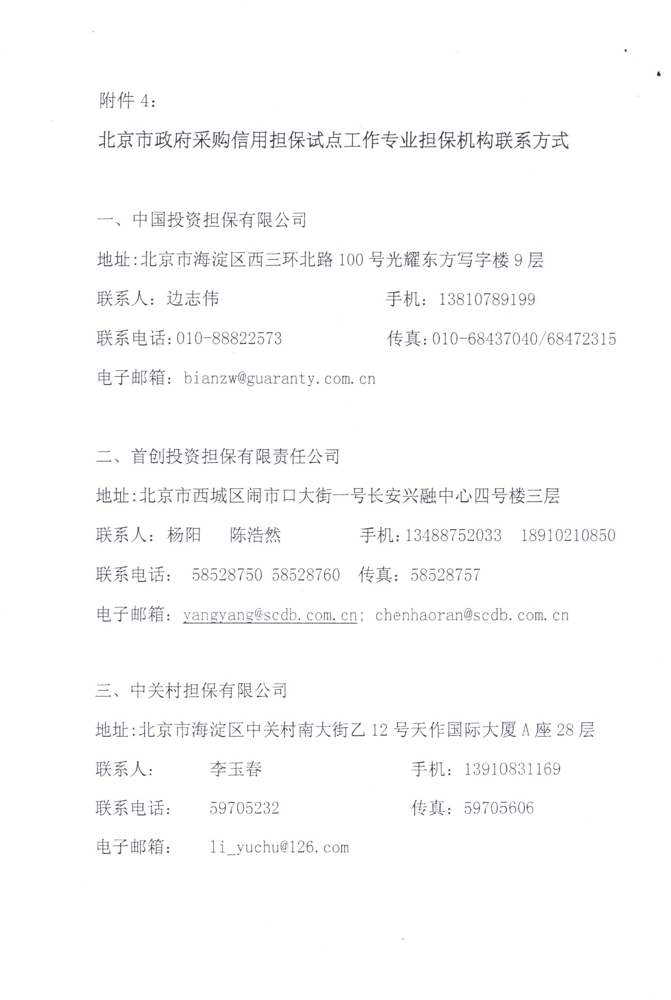 附件 4：
北京市政府采购信用担保试点工作专业担保机构联系方式
一、中国投资担保有限公司
地址:北京市海淀区西三环北路 100 号光耀东方写字楼 9 层
联系人：边志伟 手机：13810789199
联系电话:010-88822573 传真:010-68437040/68472315
电子邮箱：bianzw@guaranty.com.cn
二、首创投资担保有限责任公司
地址:北京市西城区闹市口大街一号长安兴融中心四号楼三层
联系人：杨阳 陈浩然 手机:13488752033 18910210850
联系电话： 58528750 58528760 传真：58528757
电子邮箱：yangyang@scdb.com.cn; chenhaoran@scdb.com.cn
三、中关村担保有限公司
地址:北京市海淀区中关村南大街乙 12 号天作国际大厦 A 座 28 层
联系人: 李玉春 手机：13910831169
联系电话： 59705232 传真：59705606
电子邮箱： li_yuchu@126.com